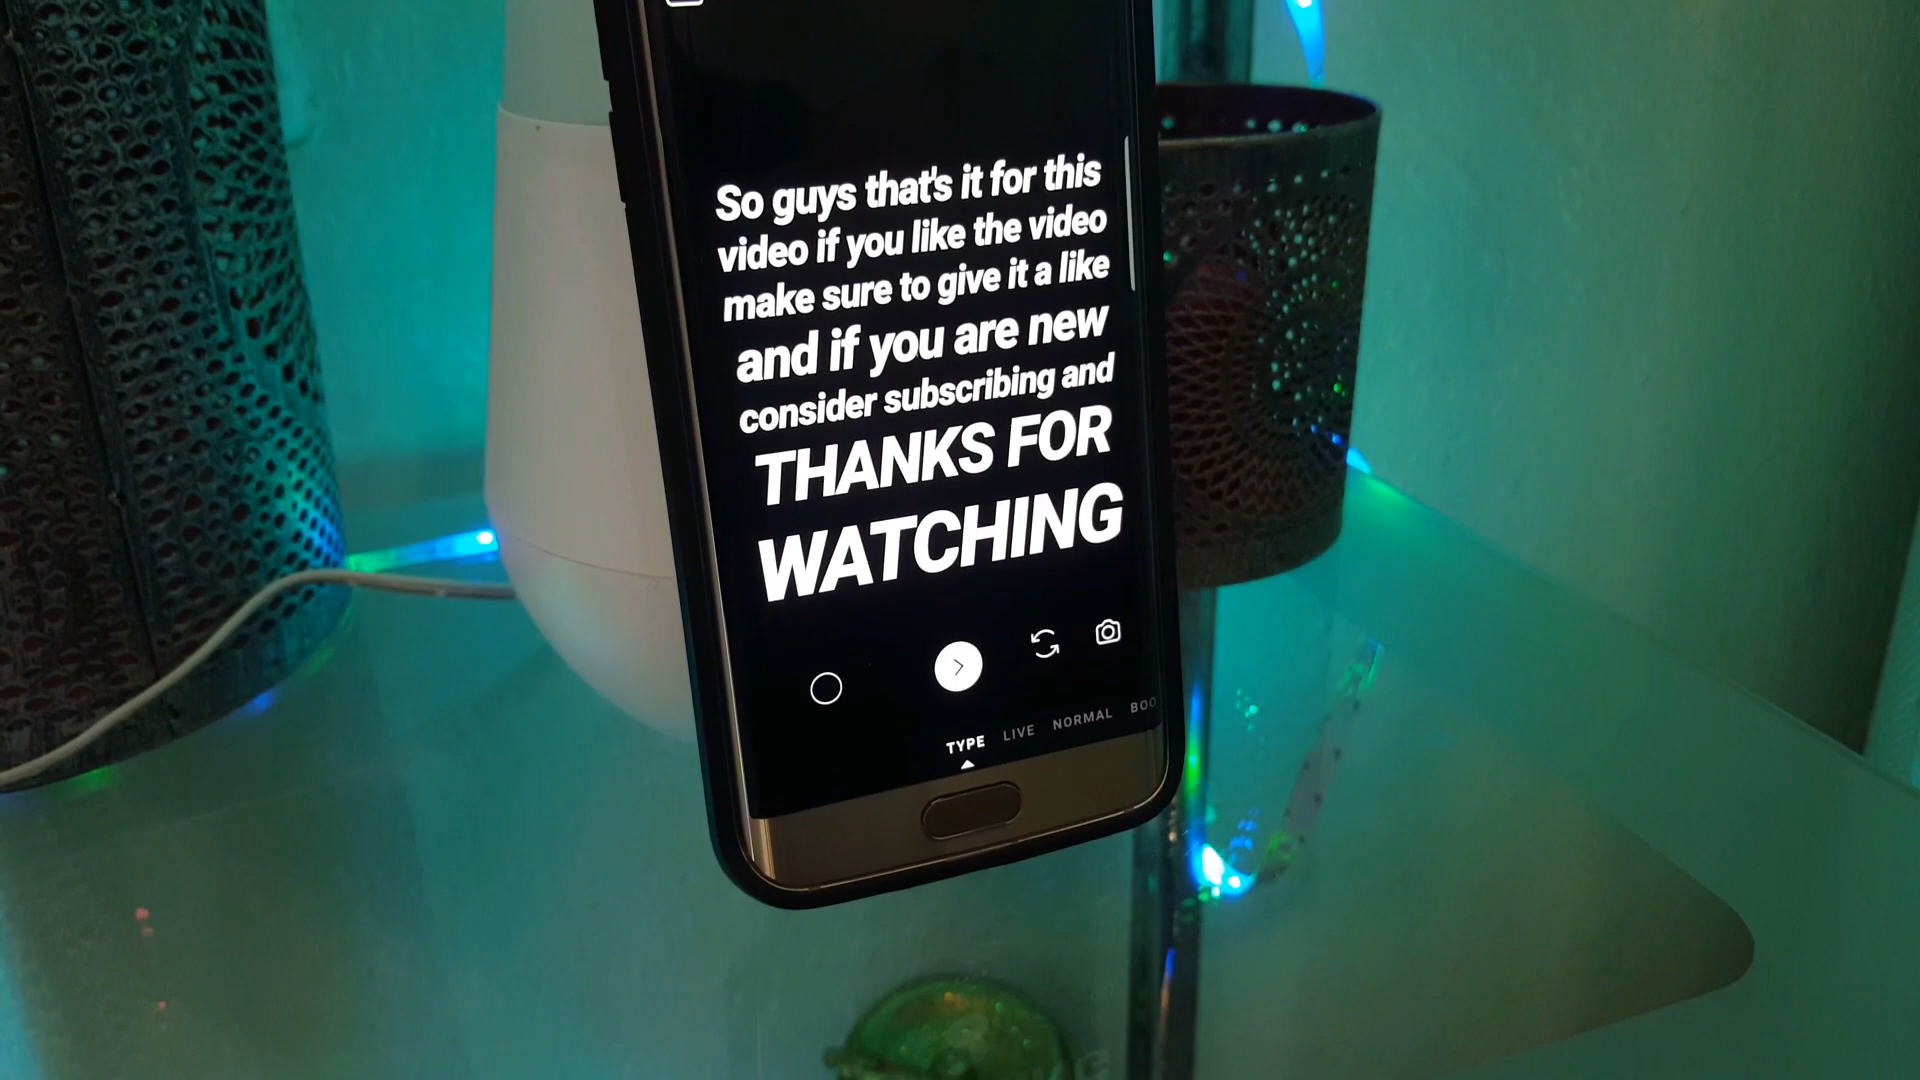 So guys that's it for this
video if you like the video
make sure to give it a like
and if you are new
consider subscribing and
THANKS FOR
WATCHING
TYPE LIVE NORMAL BOO